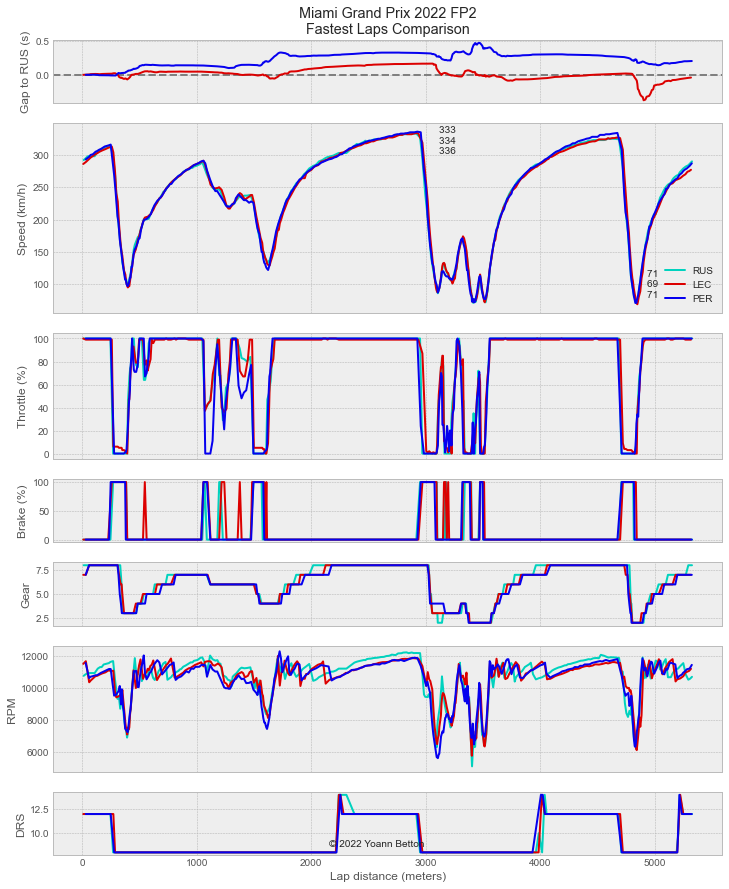 Miami Grand Prix 2022 FP2
Fastest Laps Comparison
Gap to RUS (s)
0.5
0.0
Speed (km/h)
300
250
200
150
100
333
334
336
71 RUS
69 LEC
71 PER
Throttle (%)
100
80
60
40
20
0
Brake (%)
100
50
0
Gear
7.5
5.0
2.5
RPM
12000
10000
8000
6000
DRS
12.5
10.0
© 2022 Yoann Betton
0 1000 2000 3000 4000 5000
Lap distance (meters)